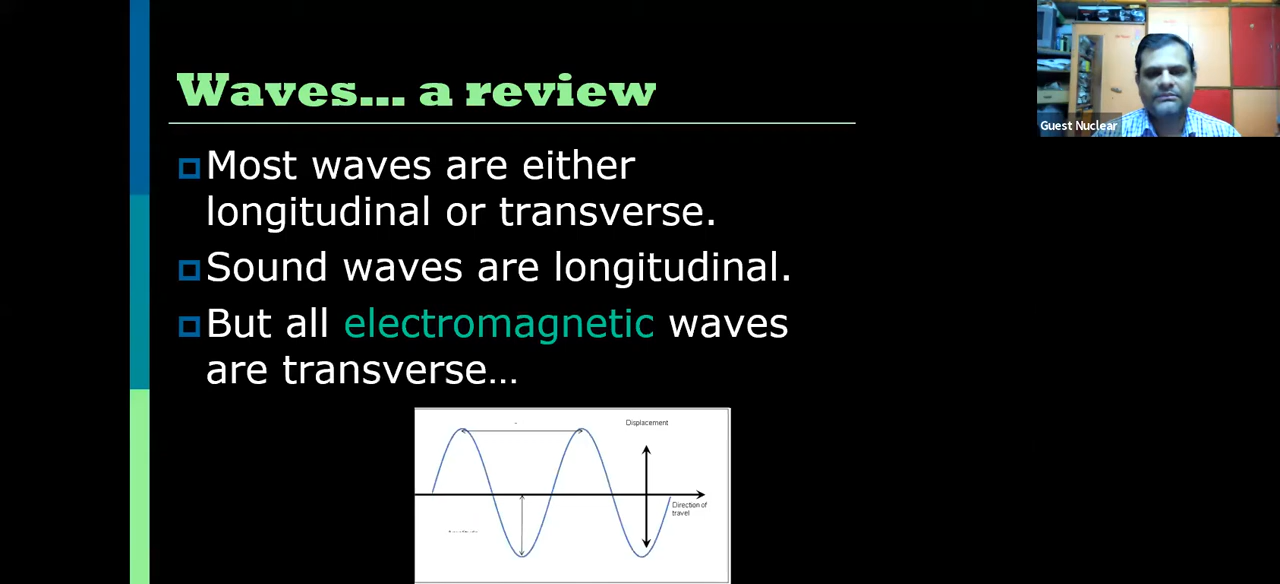 Waves... a review
Most waves are either
longitudinal or transverse.
Sound waves are longitudinal.
But all electromagnetic waves
are transverse...
Displacement
Direction of
travel
Guest Nuclear